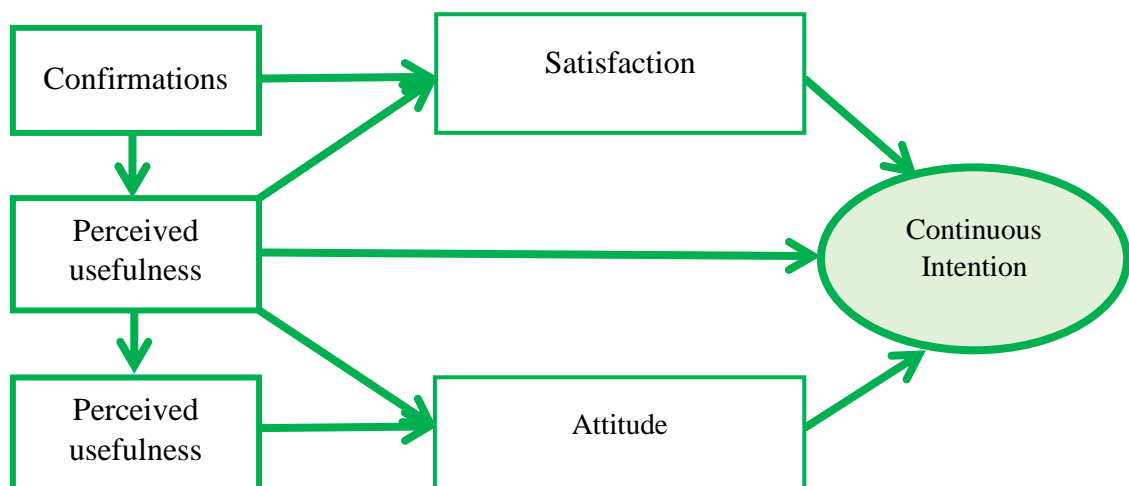 Confirmations
Satisfaction
Perceived
usefulness
Continuous
Intention
Perceived
usefulness
Attitude